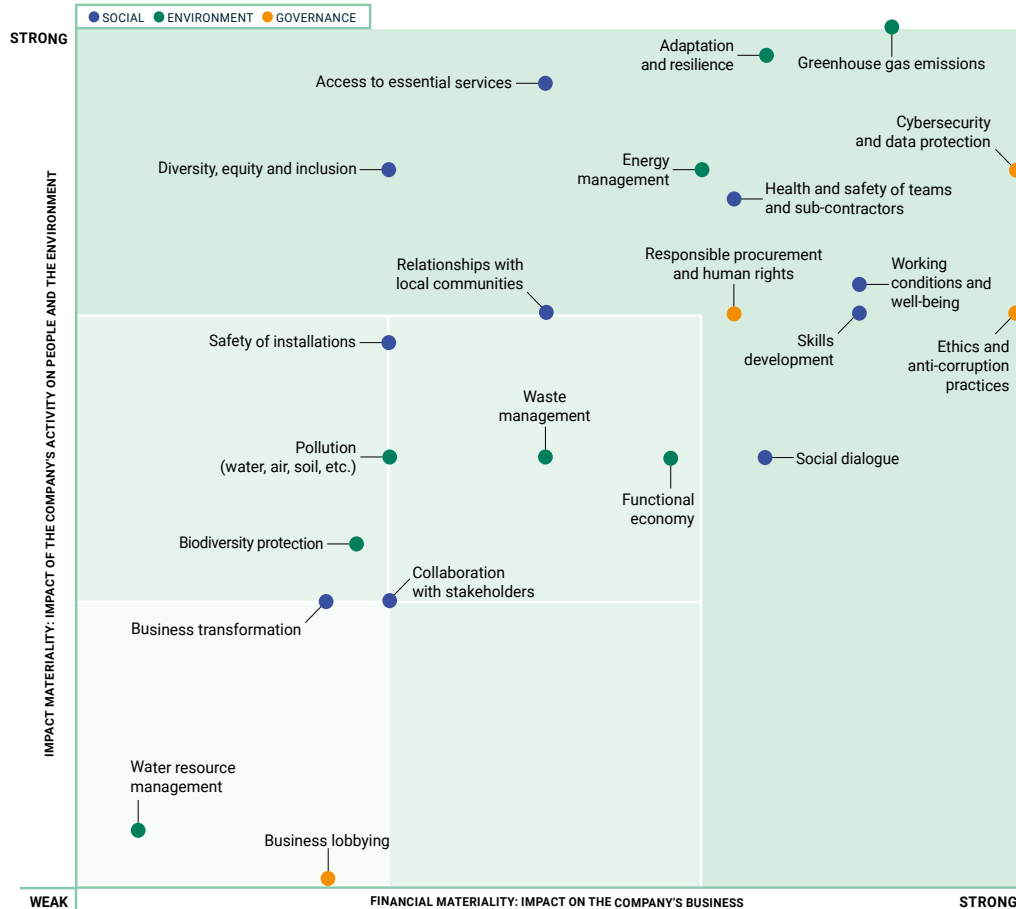 SOCIAL ENVIRONMENT GOVERNANCE
STRONG
Adaptation
and resilience
Greenhouse gas emissions
Access to essential services
Cybersecurity
and data protection
Diversity, equity and inclusion
Energy
management
Health and safety of teams
and sub-contractors
Relationships with
local communities
Responsible procurement
and human rights
Working
conditions and
well-being
Safety of installations
Skills
development
Ethics and
anti-corruption
practices
Waste
management
Pollution
(water, air, soil, etc.)
Social dialogue
Functional
economy
Biodiversity protection
Collaboration
with stakeholders
Business transformation
Water resource
management
Business lobbying
IMPACT MATERIALITY: IMPACT OF THE COMPANY'S ACTIVITY ON PEOPLE AND THE ENVIRONMENT
WEAK
FINANCIAL MATERIALITY: IMPACT ON THE COMPANY'S BUSINESS
STRONG